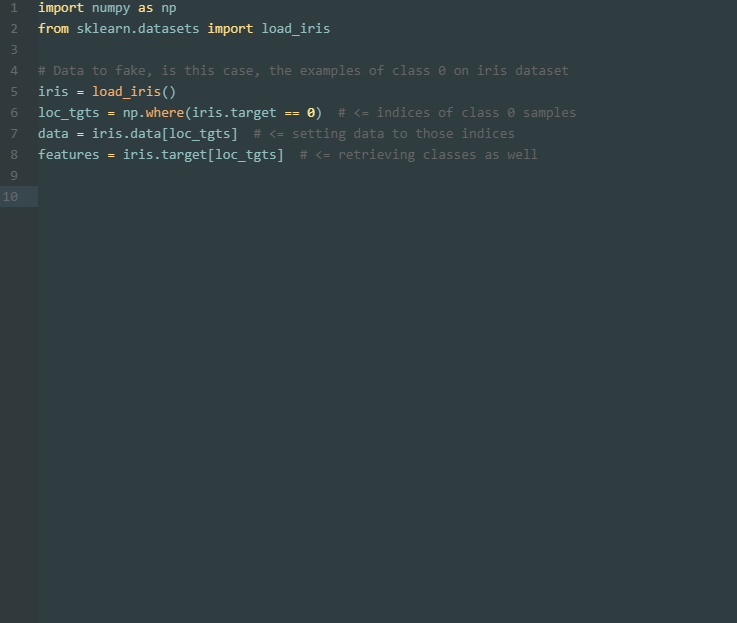 1 import numpy as np
2 from sklearn.datasets import load_iris
3
4 # Data to fake, is this case, the examples of class 0 on iris dataset
5 iris = load_iris()
6 loc_tgts = np.where(iris.target == 0)  # <= indices of class 0 samples
7 data = iris.data[loc_tgts]  # <= setting data to those indices
8 features = iris.target[loc_tgts]  # <= retrieving classes as well
9
10